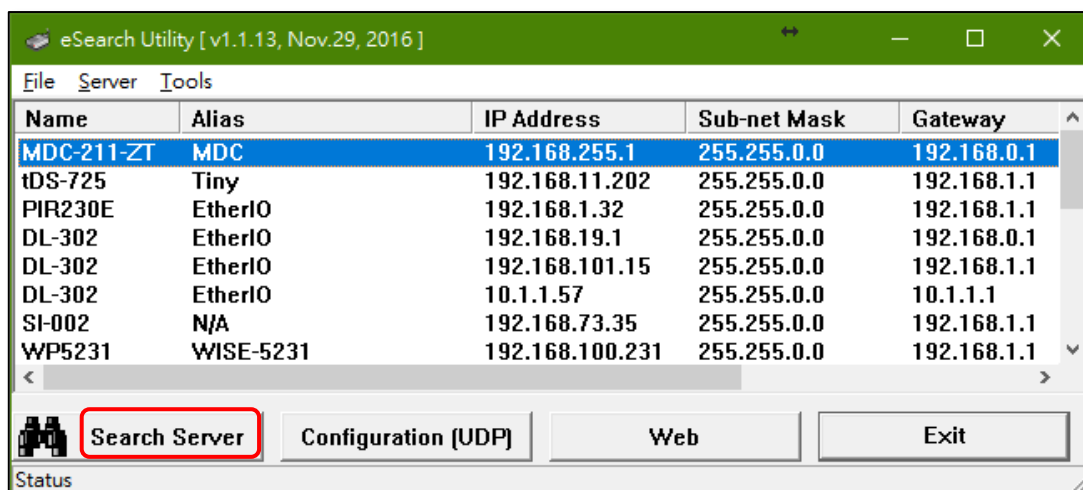 eSearch Utility [ v1.1.13, Nov.29, 2016 ]
File Server Tools
Name Alias IP Address Sub-net Mask Gateway
MDC-211-ZT MDC 192.168.255.1 255.255.0.0 192.168.0.1
tDS-725 Tiny 192.168.11.202 255.255.0.0 192.168.1.1
PIR230E EtherIO 192.168.1.32 255.255.0.0 192.168.1.1
DL-302 EtherIO 192.168.19.1 255.255.0.0 192.168.0.1
DL-302 EtherIO 192.168.101.15 255.255.0.0 192.168.1.1
DL-302 EtherIO 10.1.1.57 255.255.0.0 10.1.1.1
SI-002 N/A 192.168.73.35 255.255.0.0 192.168.1.1
WP5231 WISE-5231 192.168.100.231 255.255.0.0 192.168.1.1
Search Server Configuration (UDP) Web Exit
Status